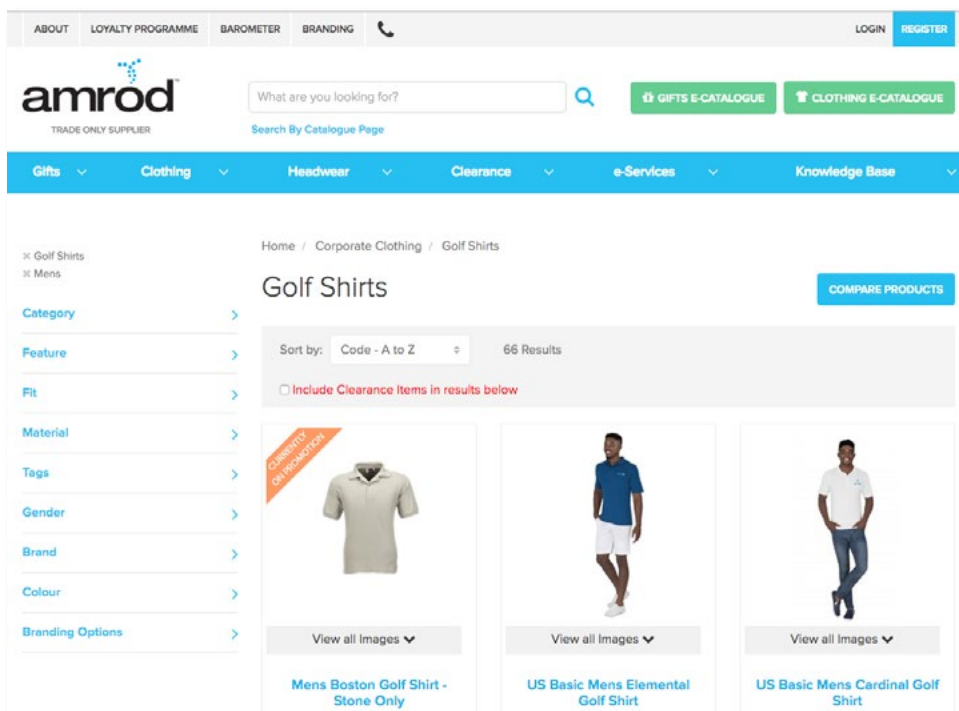 ABOUT LOYALTY PROGRAMME BAROMETER BRANDING LOGIN REGISTER
amrod
TRADE ONLY SUPPLIER
What are you looking for?
GIFTS E-CATALOGUE CLOTHING E-CATALOGUE
Search By Catalogue Page
Gifts Clothing Headwear Clearance e-Services Knowledge Base
Home / Corporate Clothing / Golf Shirts
Golf Shirts
Mens
Golf Shirts
COMPARE PRODUCTS
Category
Feature
Fit
Material
Tags
Gender
Brand
Colour
Branding Options
Sort by: Code - A to Z 66 Results
Include Clearance Items in results below
CURRENTLY
ON PROMOTION
View all Images View all Images View all Images
Mens Boston Golf Shirt -
Stone Only
US Basic Mens Elemental
Golf Shirt
US Basic Mens Cardinal Golf
Shirt